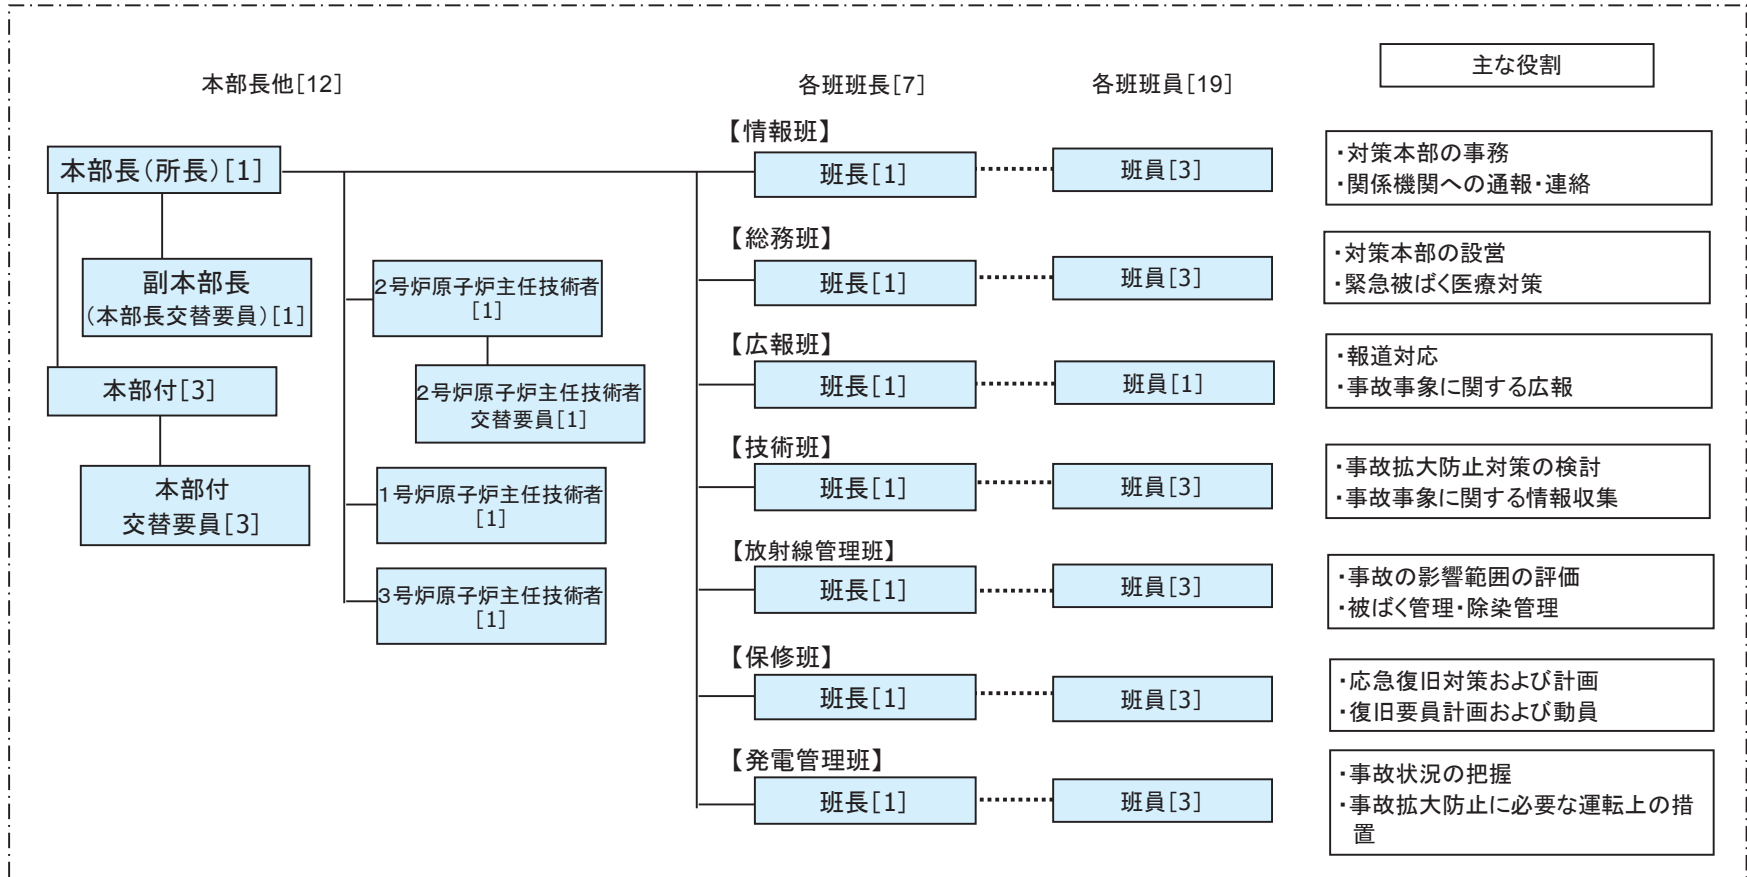 主な役割
本部長他[12]
各班班長[7]
各班班員[19]
本部長(所長)[1]
副本部長
(本部長交替要員)[1]
本部付[3]
本部付
交替要員[3]
2号炉原子炉主任技術者
[1]
2号炉原子炉主任技術者
交替要員[1]
1号炉原子炉主任技術者
[1]
3号炉原子炉主任技術者
[1]
【情報班】
班長[1]
班員[3]
・対策本部の事務
・関係機関への通報・連絡
【総務班】
班長[1]
班員[3]
・対策本部の設営
・緊急被ばく医療対策
【広報班】
班長[1]
班員[1]
・報道対応
・事故事象に関する広報
【技術班】
班長[1]
班員[3]
・事故拡大防止対策の検討
・事故事象に関する情報収集
【放射線管理班】
班長[1]
班員[3]
・事故の影響範囲の評価
・被ばく管理・除染管理
【保修班】
班長[1]
班員[3]
・応急復旧対策および計画
・復旧要員計画および動員
【発電管理班】
班長[1]
班員[3]
・事故状況の把握
・事故拡大防止に必要な運転上の措
置